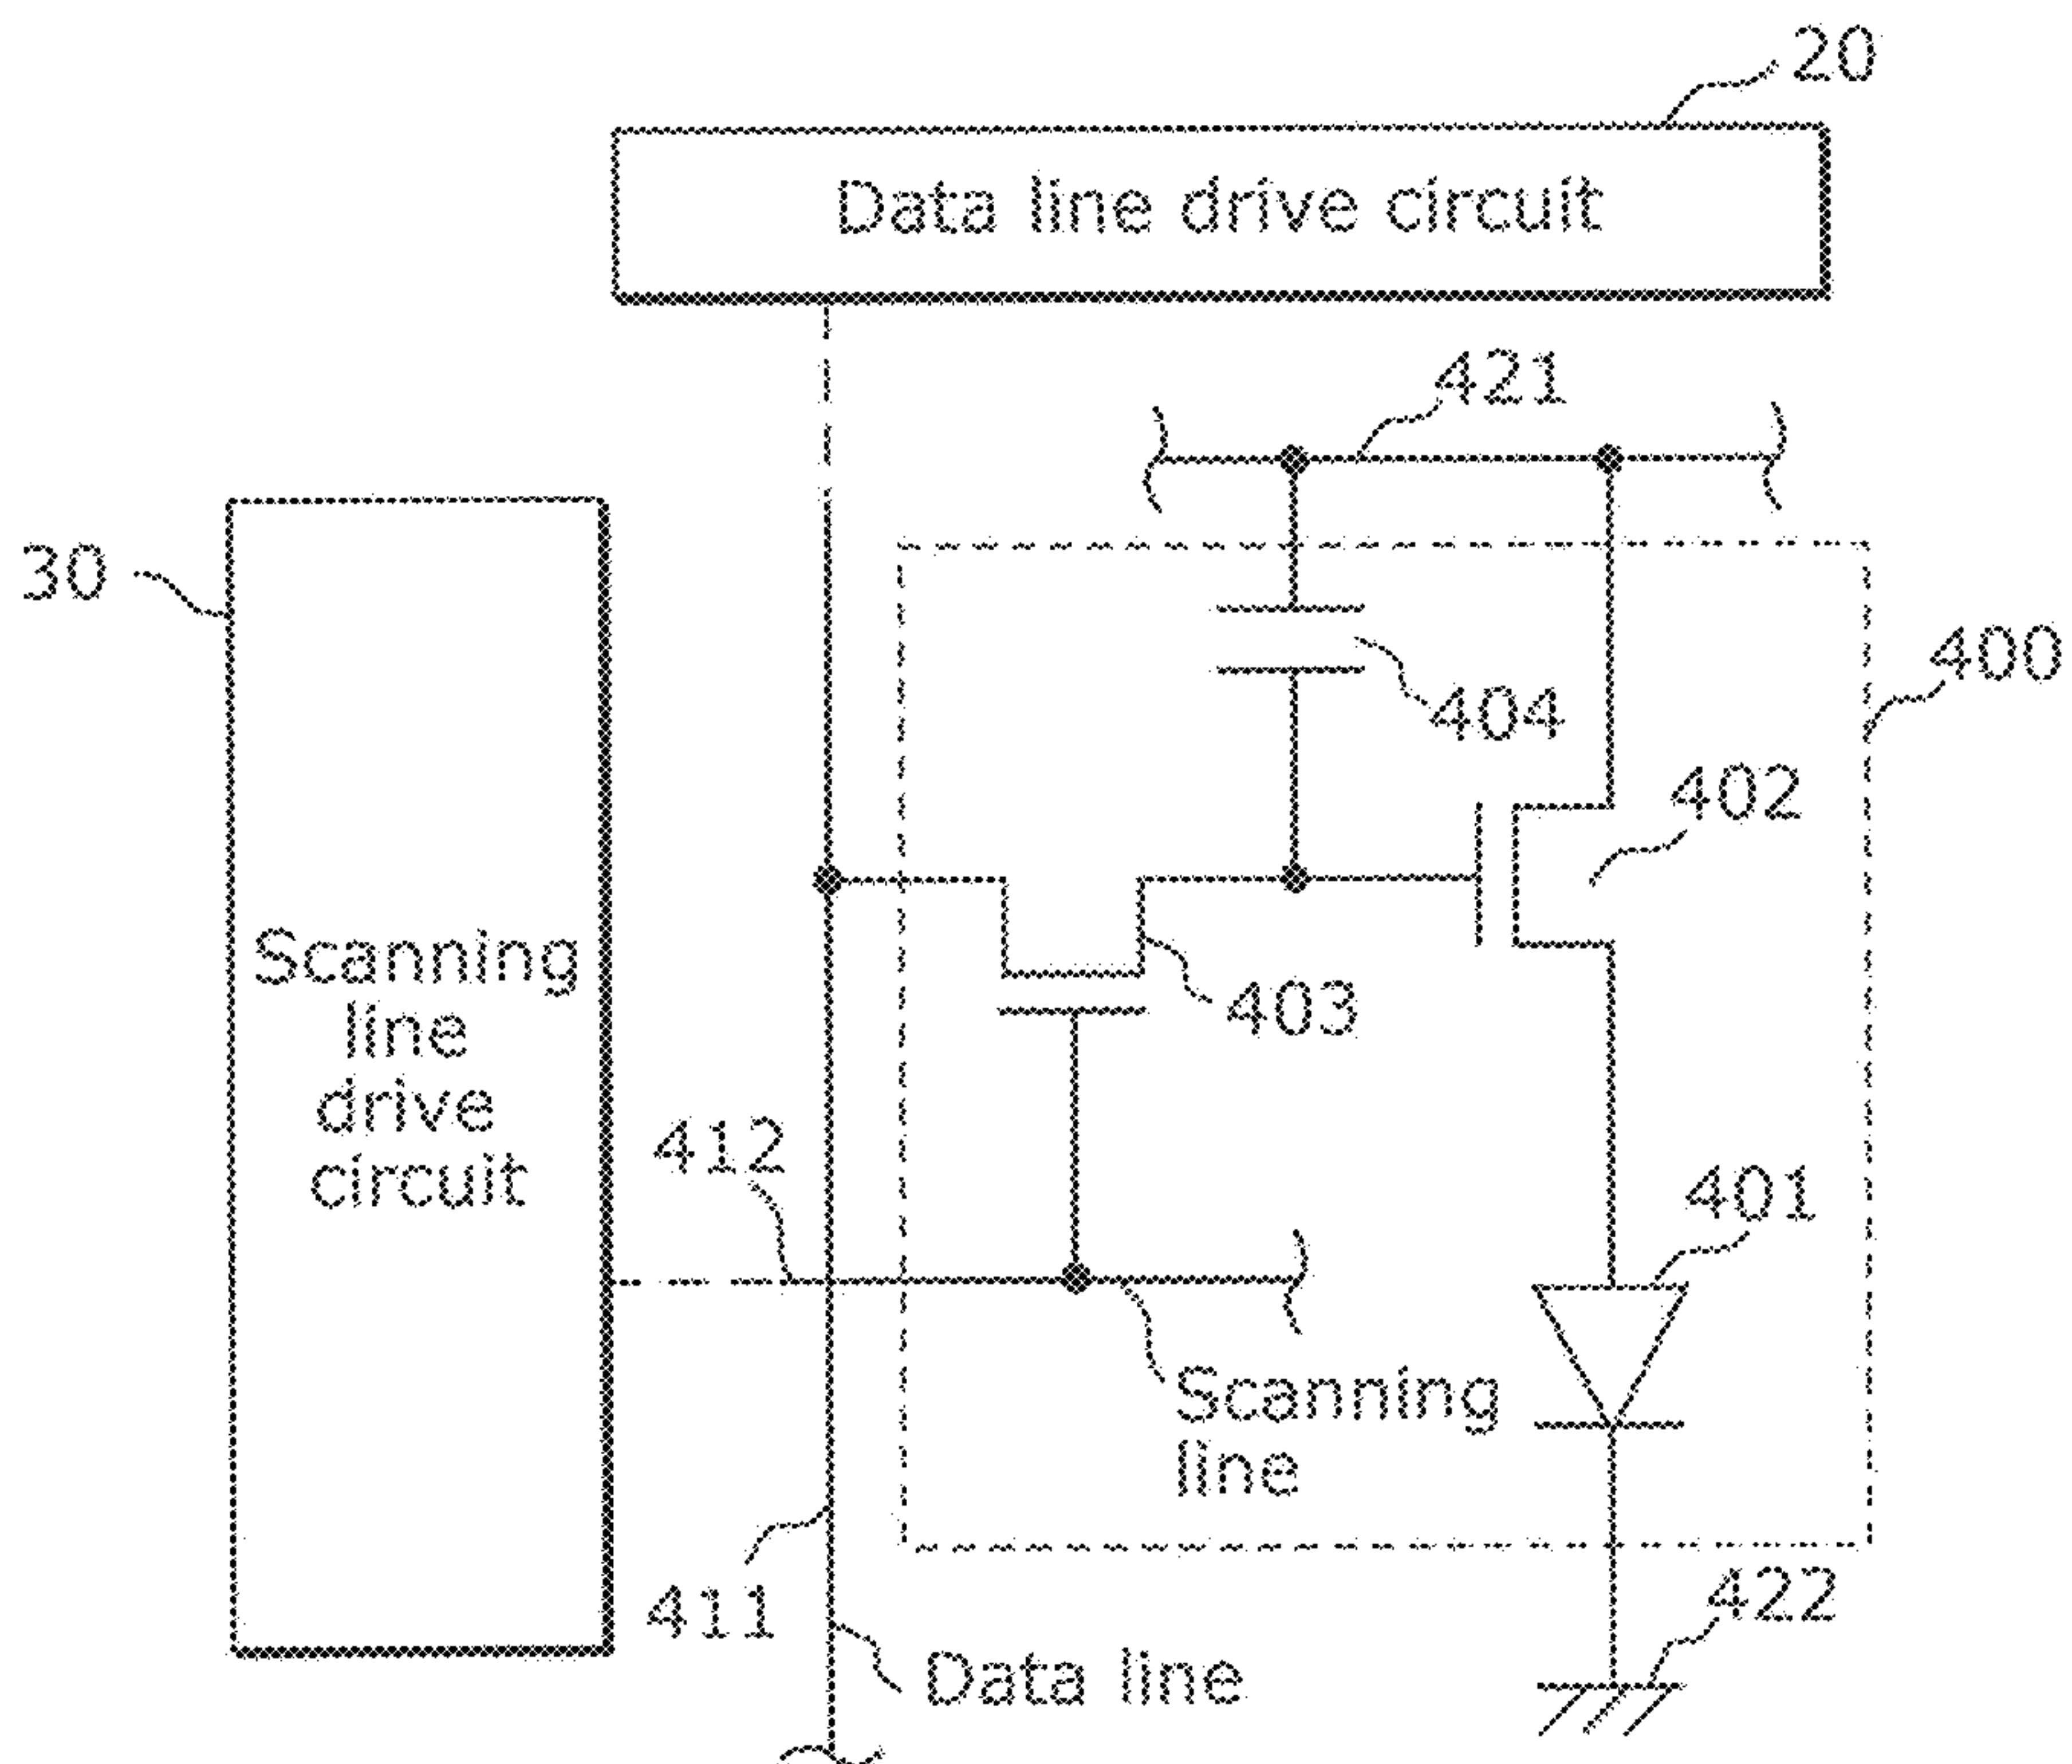 20
Data line drive circuit
421
30
400
404
402
Scanning
line
drive
circuit
403
412
401
Scanning
line
411
422
Data line